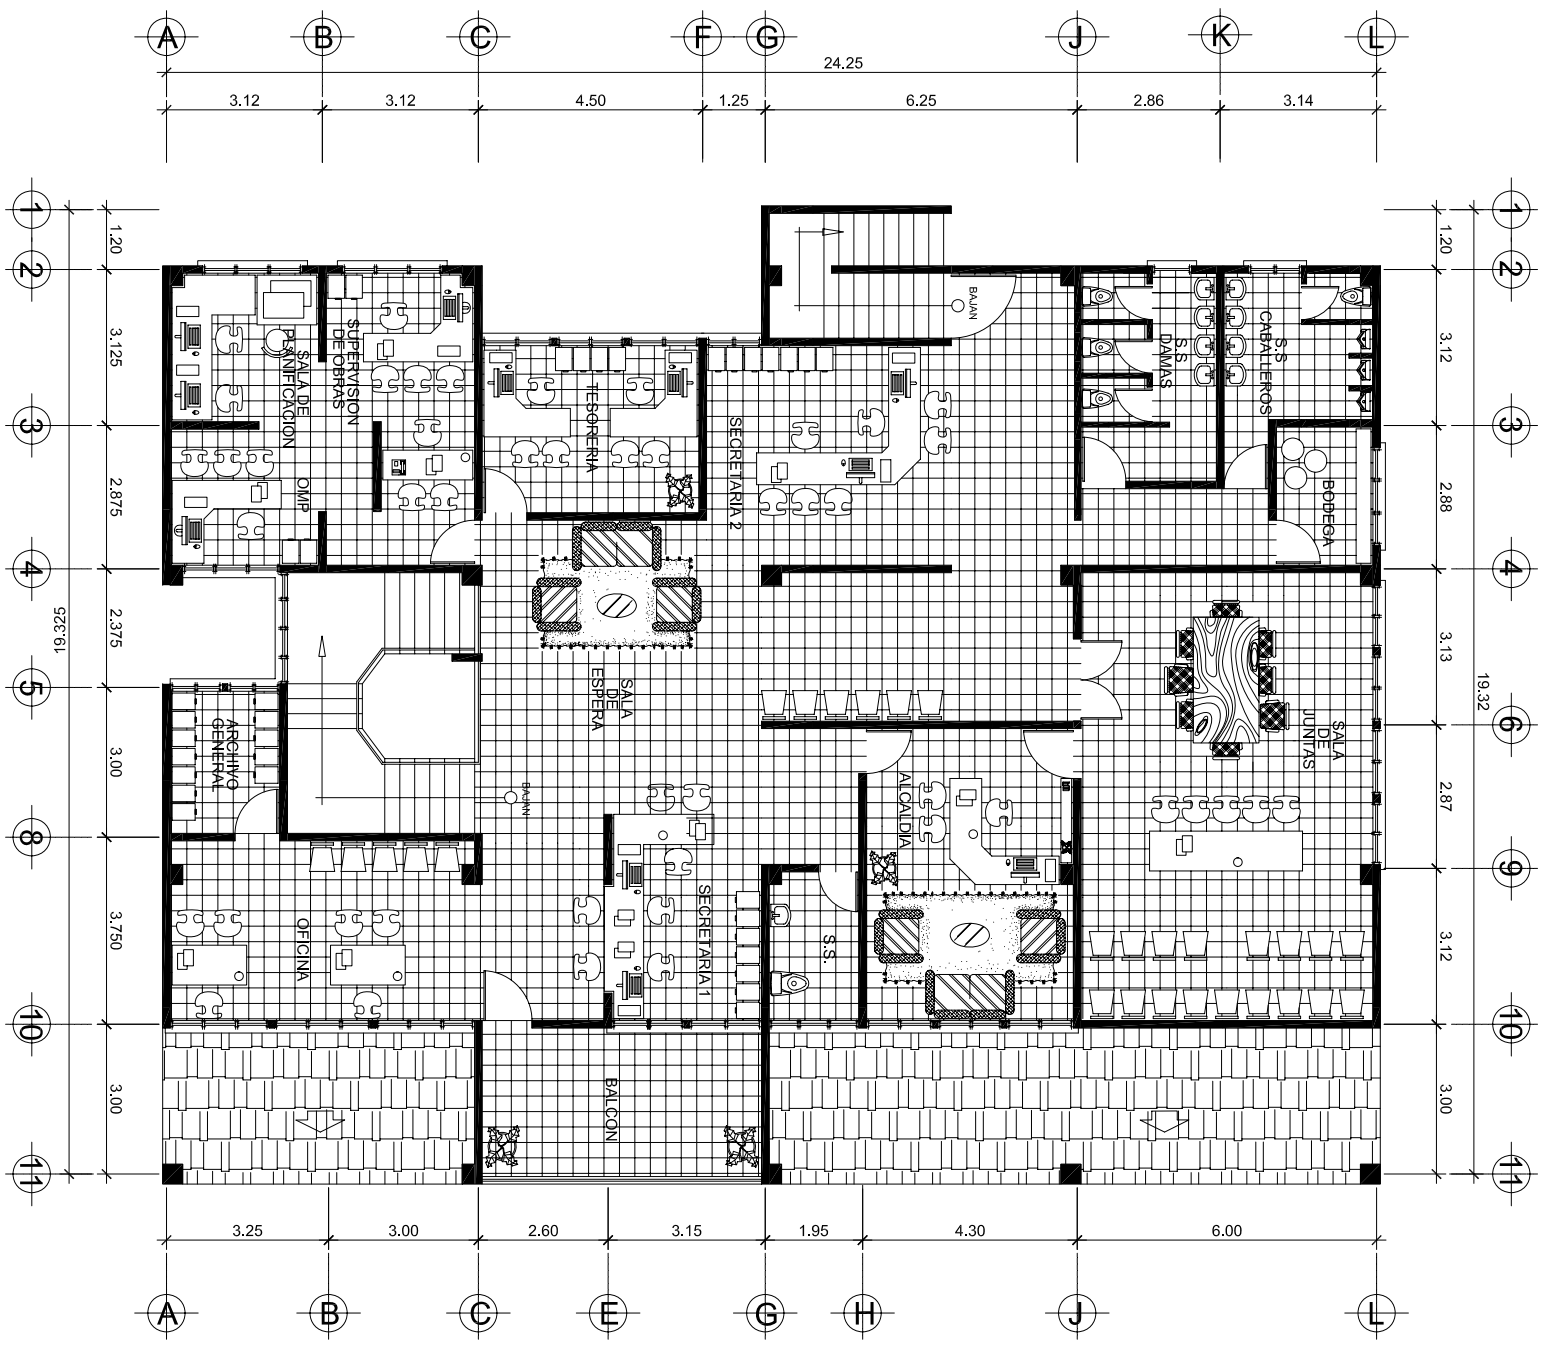 A B C F G J K L
24.25
3.12 3.12 4.50 1.25 6.25 2.86 3.14
1 1
1.20 1.20
2 2
3.125 3.12
3 3
2.875 2.88
4 4
2.375 3.13
5 6
3.00 2.87
8 9
3.750 3.12
10 10
3.00 3.00
11 11
19.325 19.32
BAJAN
SALA DE
PLANIFICACION
SUPERVISION
DE OBRAS
TESORERIA
SECRETARIA 2
S.S
DAMAS
S.S
CABALLEROS
OMP
BODEGA
SALA
DE
ESPERA
SALA
DE
JUNTAS
ARCHIVO
GENERAL
BAJAN
ALCALDIA
OFICINA
SECRETARIA 1
S.S.
BALCON
3.25 3.00 2.60 3.15 1.95 4.30 6.00
A B C E G H J L